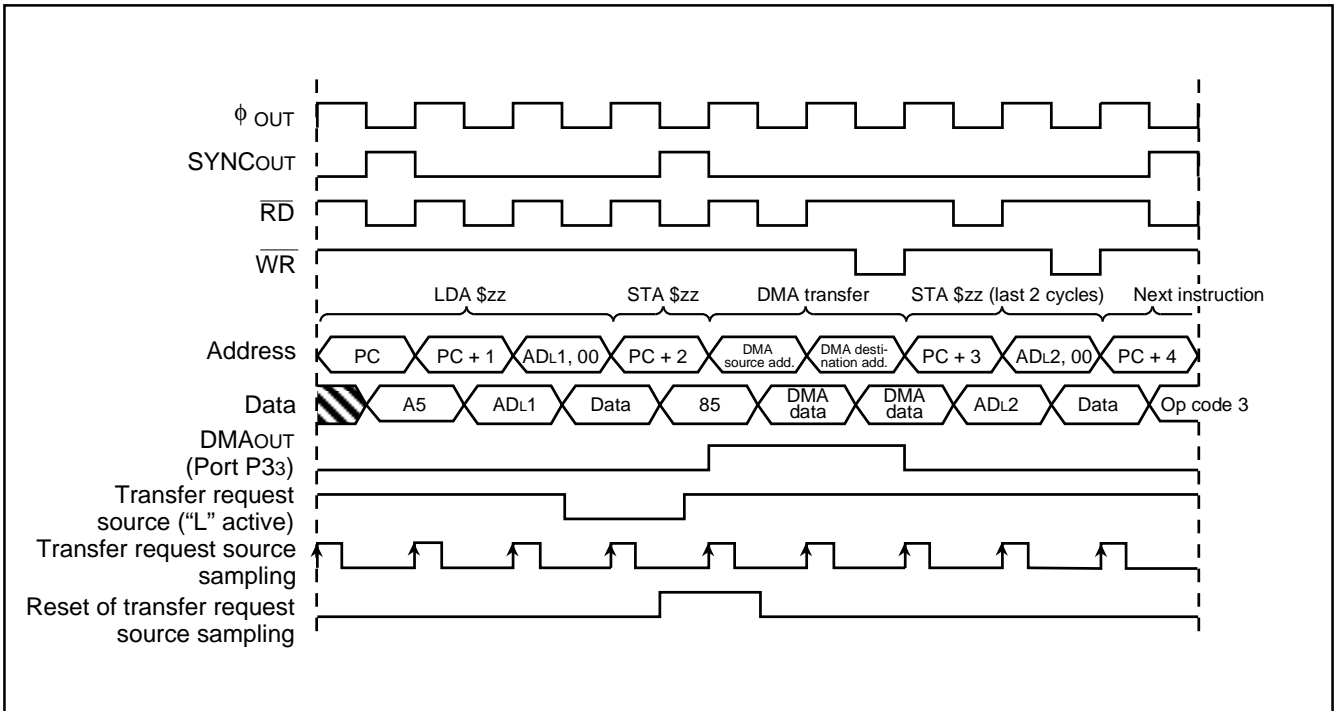 ϕ OUT
SYNCOUT
RD
WR
LDA $zz STA $zz DMA transfer STA $zz (last 2 cycles) Next instruction
Address PC PC + 1 ADL1, 00 PC + 2 DMA source add. DMA desti-nation add. PC + 3 ADL2, 00 PC + 4
Data A5 ADL1 Data 85 DMA data DMA data ADL2 Data Op code 3
DMAOUT
(Port P33)
Transfer request
source (“L” active)
Transfer request source
sampling
Reset of transfer request
source sampling